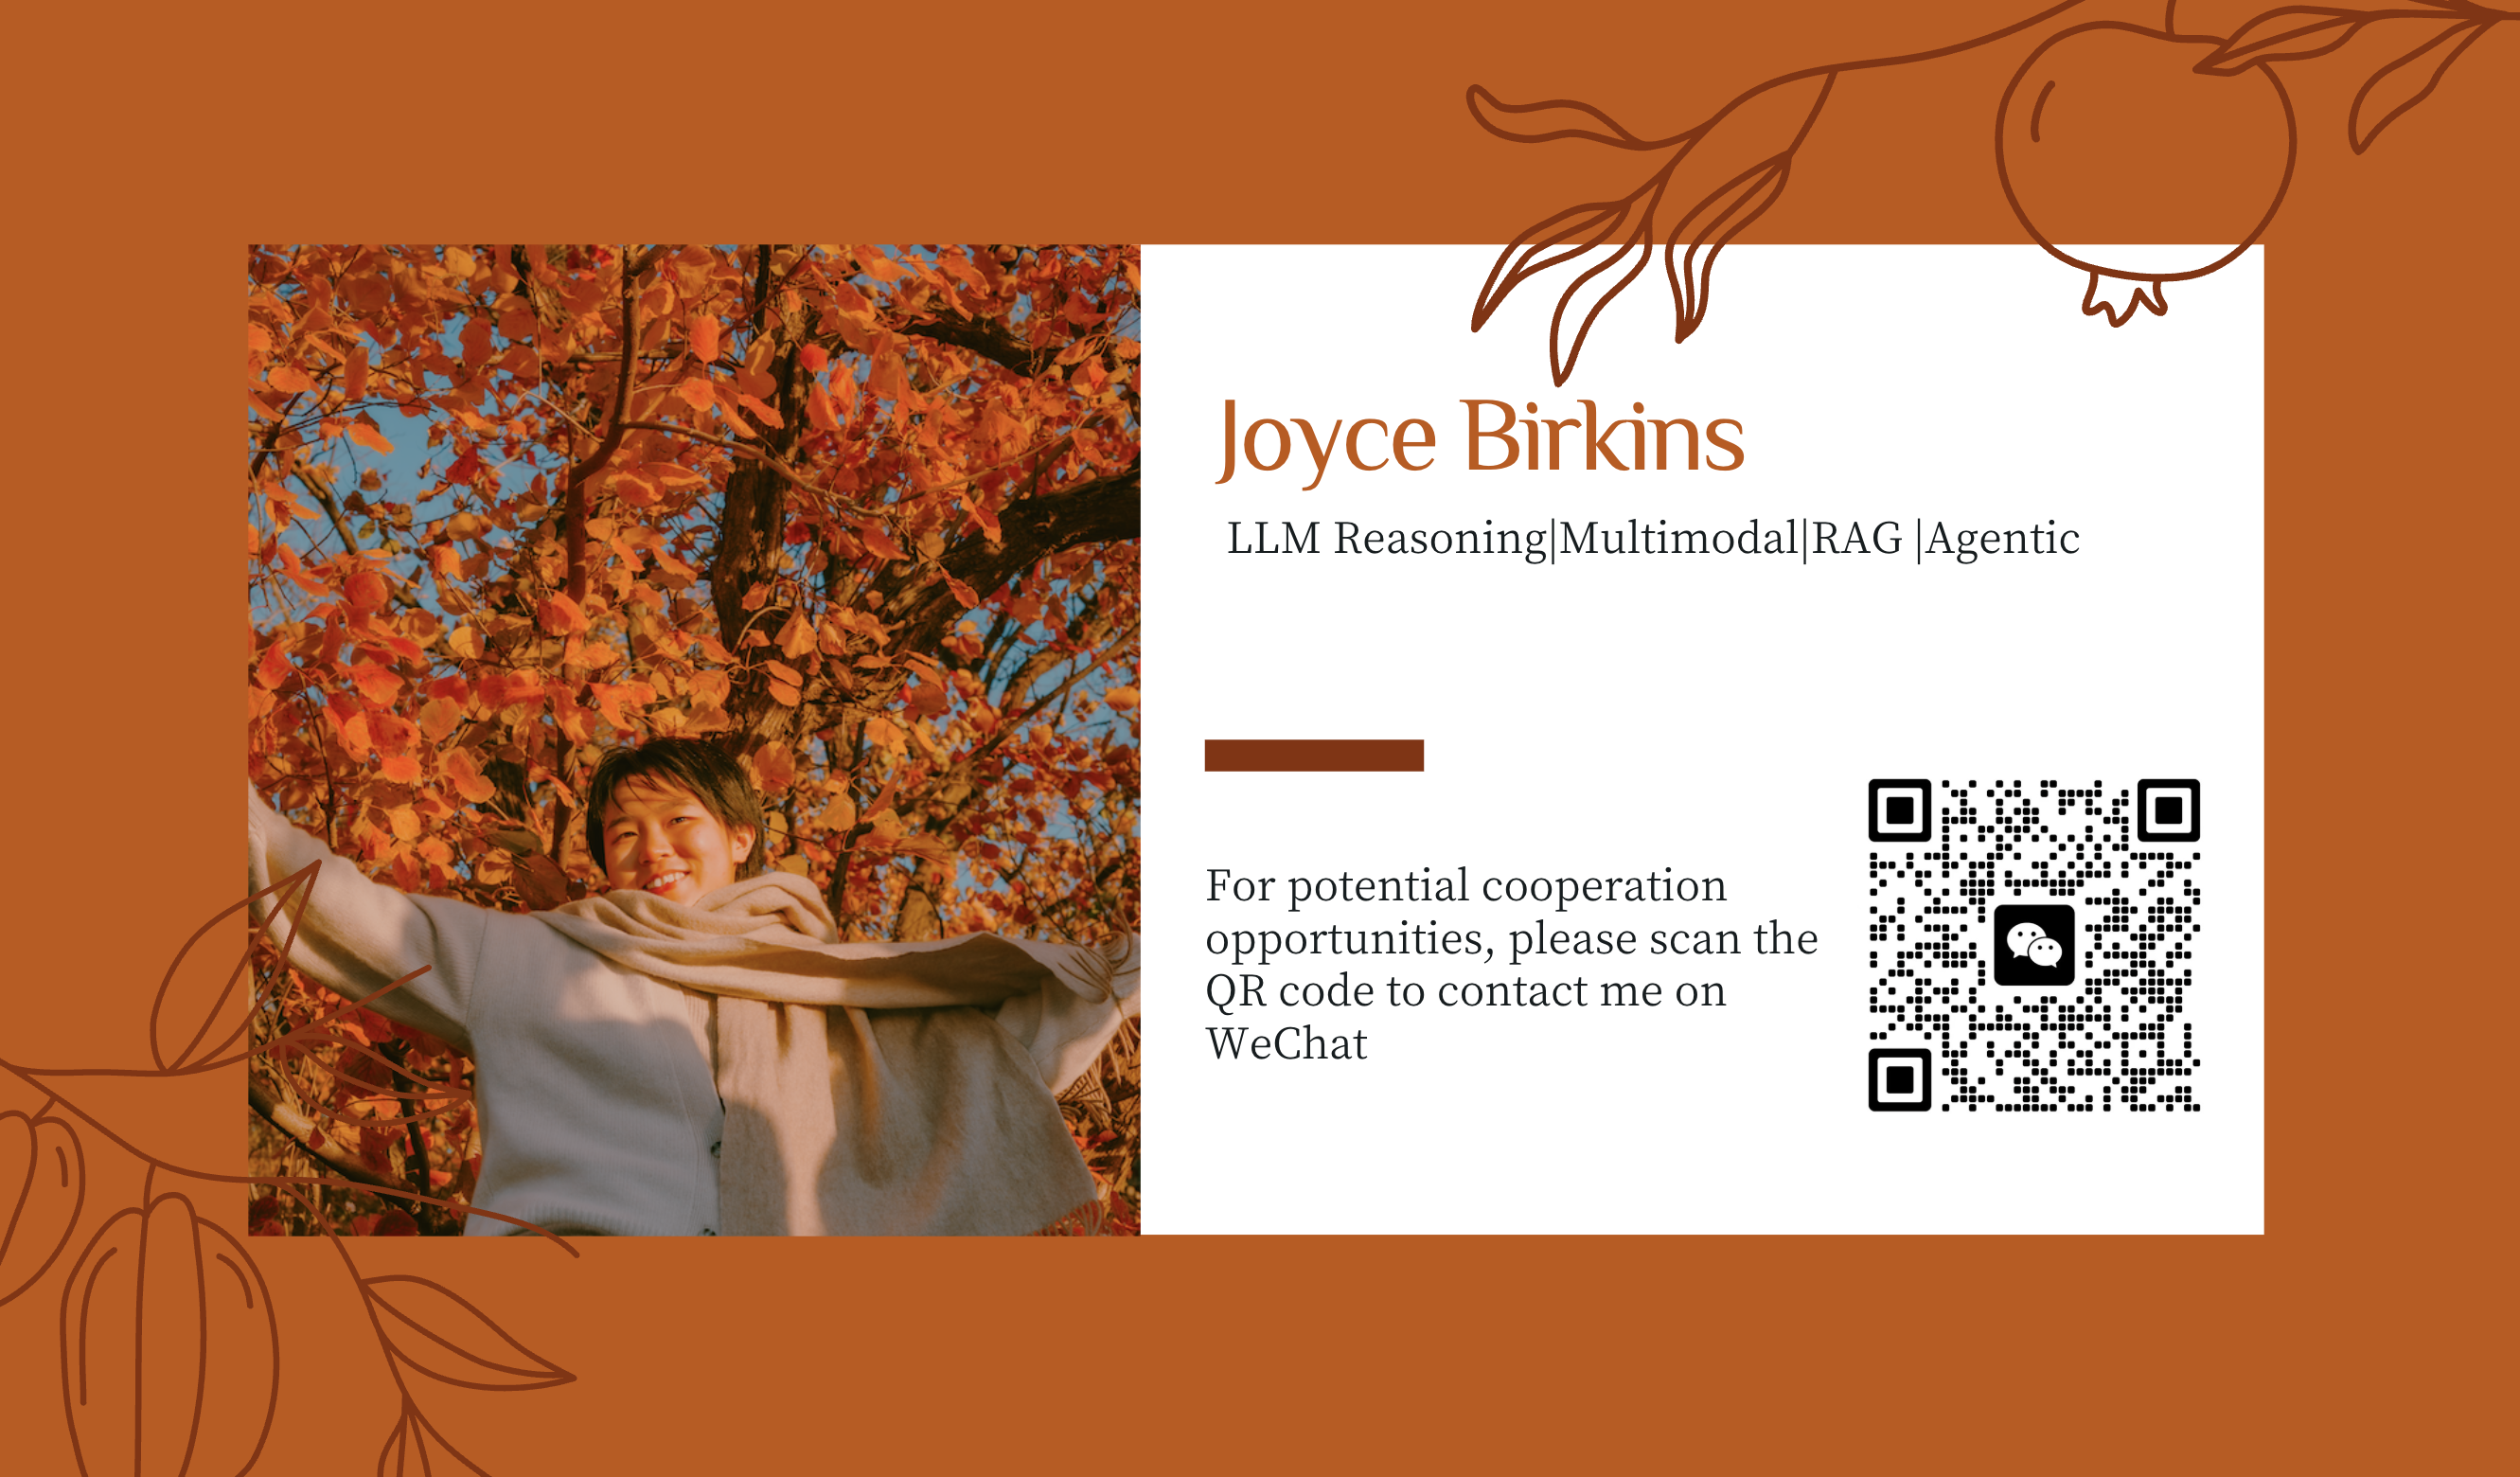 Joyce Birkins
LLM Reasoning|Multimodal|RAG |Agentic
For potential cooperation
opportunities, please scan the
QR code to contact me on
WeChat